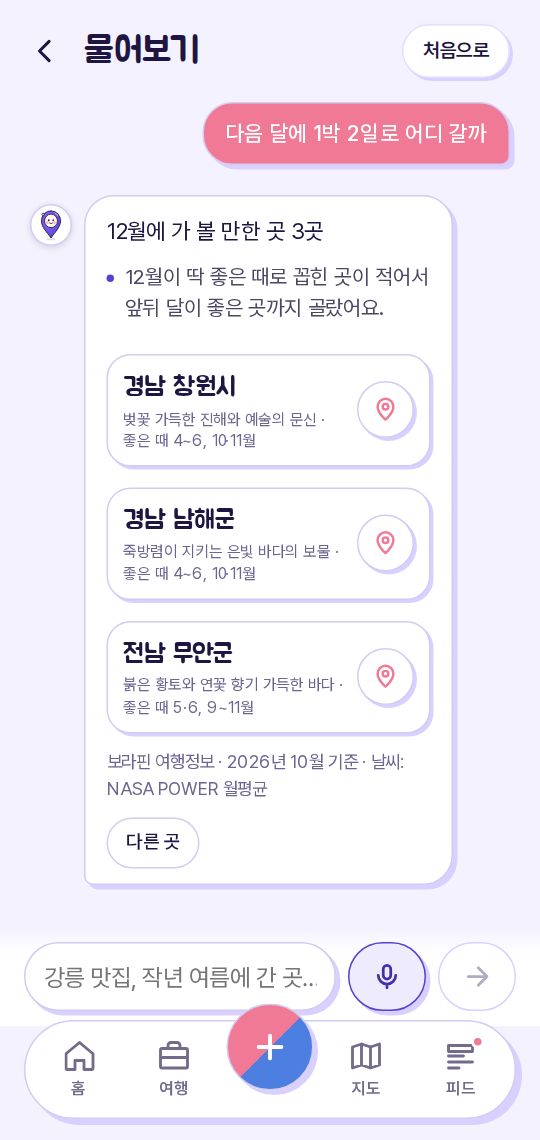 물어보기
처음으로
다음 달에 1박 2일로 어디 갈까
12월에 가 볼 만한 곳 3곳
• 12월이 딱 좋은 때로 꼽힌 곳이 적어서
앞뒤 달이 좋은 곳까지 골랐어요.
경남 창원시
벚꽃 가득한 진해와 예술의 문신 ·
좋은 때 4~6, 10·11월
경남 남해군
죽방렴이 지키는 은빛 바다의 보물 ·
좋은 때 4~6, 10·11월
전남 무안군
붉은 황토와 연꽃 향기 가득한 바다 ·
좋은 때 5·6, 9~11월
보라핀 여행정보 · 2026년 10월 기준 · 날씨:
NASA POWER 월평균
다른 곳
강릉 맛집, 작년 여름에 간 곳...
홈
여행
지도
피드